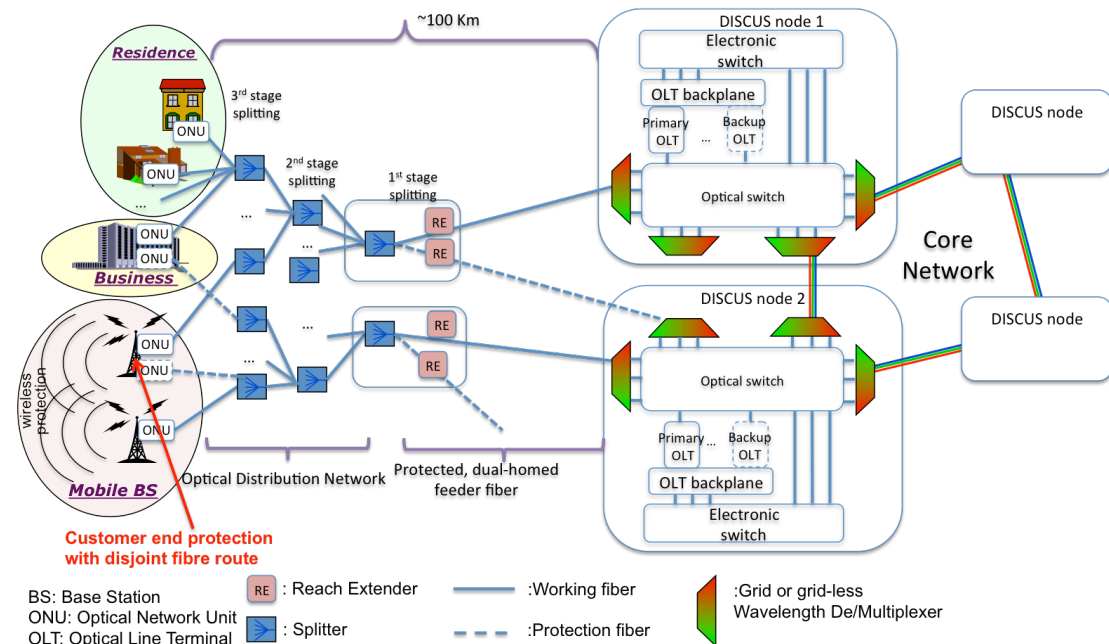 ~100 Km
DISCUS node 1
Electronic
switch
OLT backplane
Primary
OLT
...
Backup
OLT
Optical switch
DISCUS node
Core
Network
DISCUS node
Residence
ONU
ONU
...
3rd stage
splitting
2nd stage
splitting
1st stage
splitting
...
...
RE
RE
ONU
ONU
Business
DISCUS node 2
Optical switch
Primary
OLT
...
Backup
OLT
OLT backplane
Electronic
switch
...
...
RE
RE
wireless
protection
ONU
ONU
ONU
Mobile BS
Optical Distribution Network
Protected, dual-homed
feeder fiber
Customer end protection
with disjoint fibre route
BS: Base Station
ONU: Optical Network Unit
OLT: Optical Line Terminal
RE
: Reach Extender
: Splitter
:Working fiber
:Protection fiber
:Grid or grid-less
Wavelength De/Multiplexer